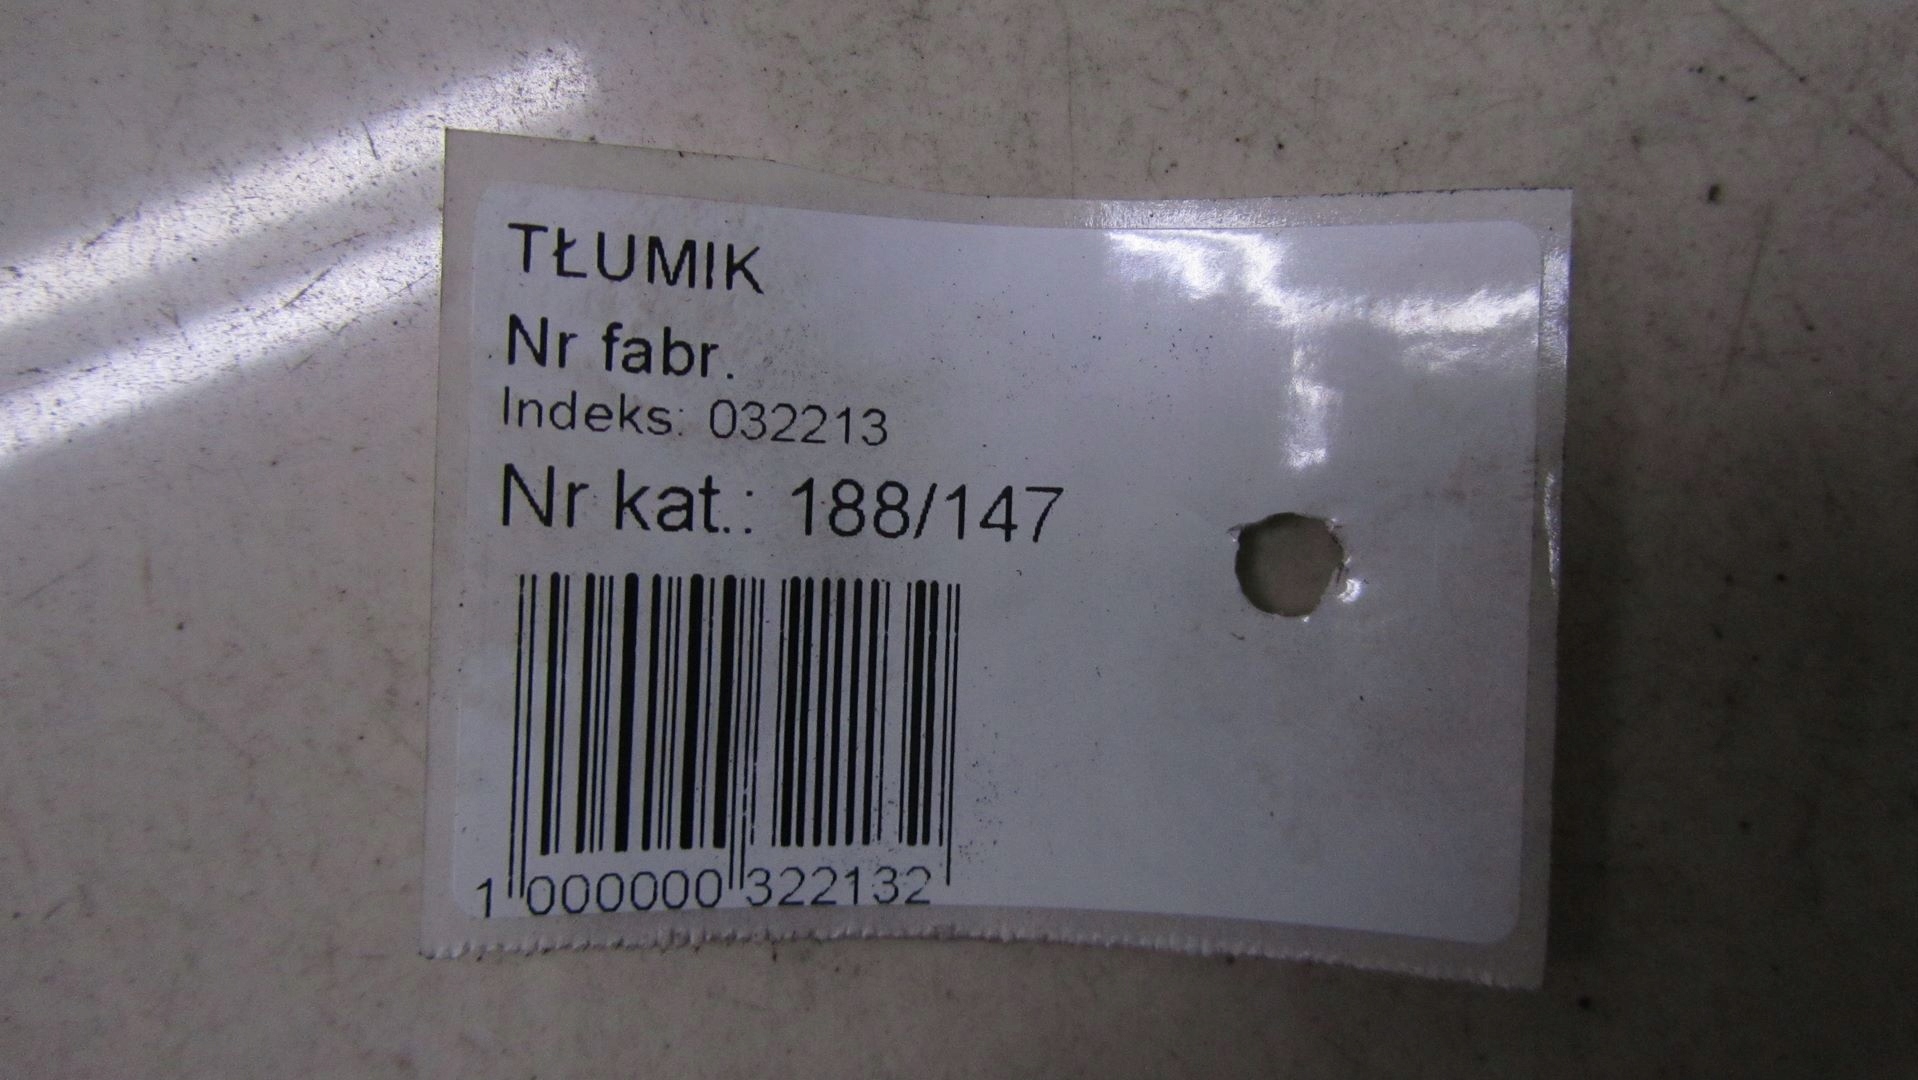 TŁUMIK
Nr fabr.
Indeks: 032213
Nr kat.: 188/147
1 000000 322132